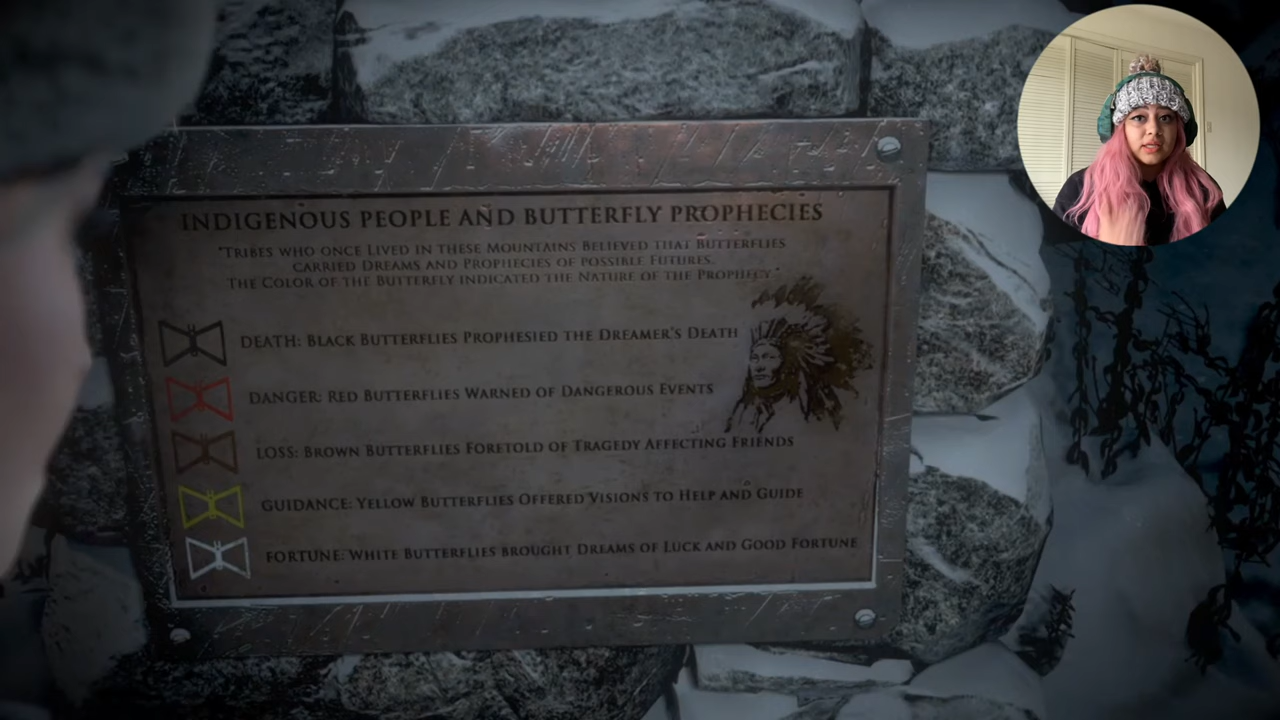 INDIGENOUS PEOPLE AND BUTTERFLY PROPHECIES
"TRIBES WHO ONCE LIVED IN THESE MOUNTAINS BELIEVED THAT BUTTERFLIES
CARRIED DREAMS AND PROPHECIES OF POSSIBLE FUTURES.
THE COLOR OF THE BUTTERFLY INDICATED THE NATURE OF THE PROPHECY."
DEATH: BLACK BUTTERFLIES PROPHESIED THE DREAMER'S DEATH
DANGER: RED BUTTERFLIES WARNED OF DANGEROUS EVENTS
LOSS: BROWN BUTTERFLIES FORETOLD OF TRAGEDY AFFECTING FRIENDS
GUIDANCE: YELLOW BUTTERFLIES OFFERED VISIONS TO HELP AND GUIDE
FORTUNE: WHITE BUTTERFLIES BROUGHT DREAMS OF LUCK AND GOOD FORTUNE